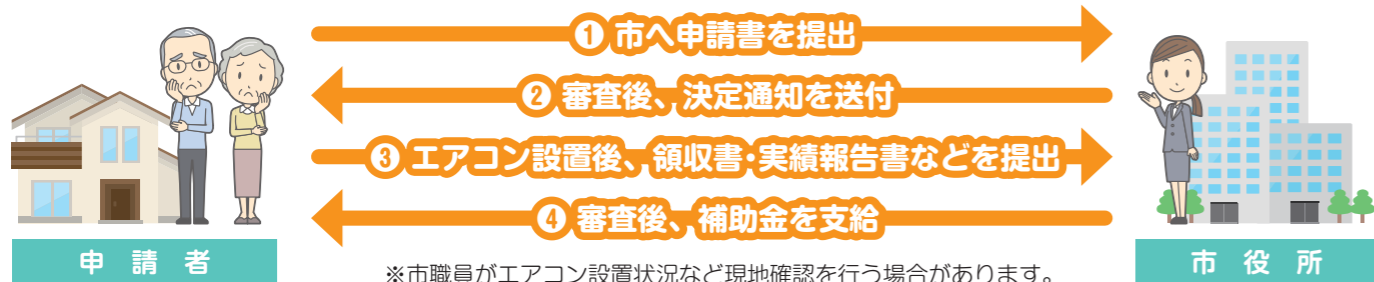 ❶ 市へ申請書を提出
❷ 審査後、決定通知を送付
❸ エアコン設置後、領収書・実績報告書などを提出
❹ 審査後、補助金を支給
申請者
市役所
※市職員がエアコン設置状況など現地確認を行う場合があります。